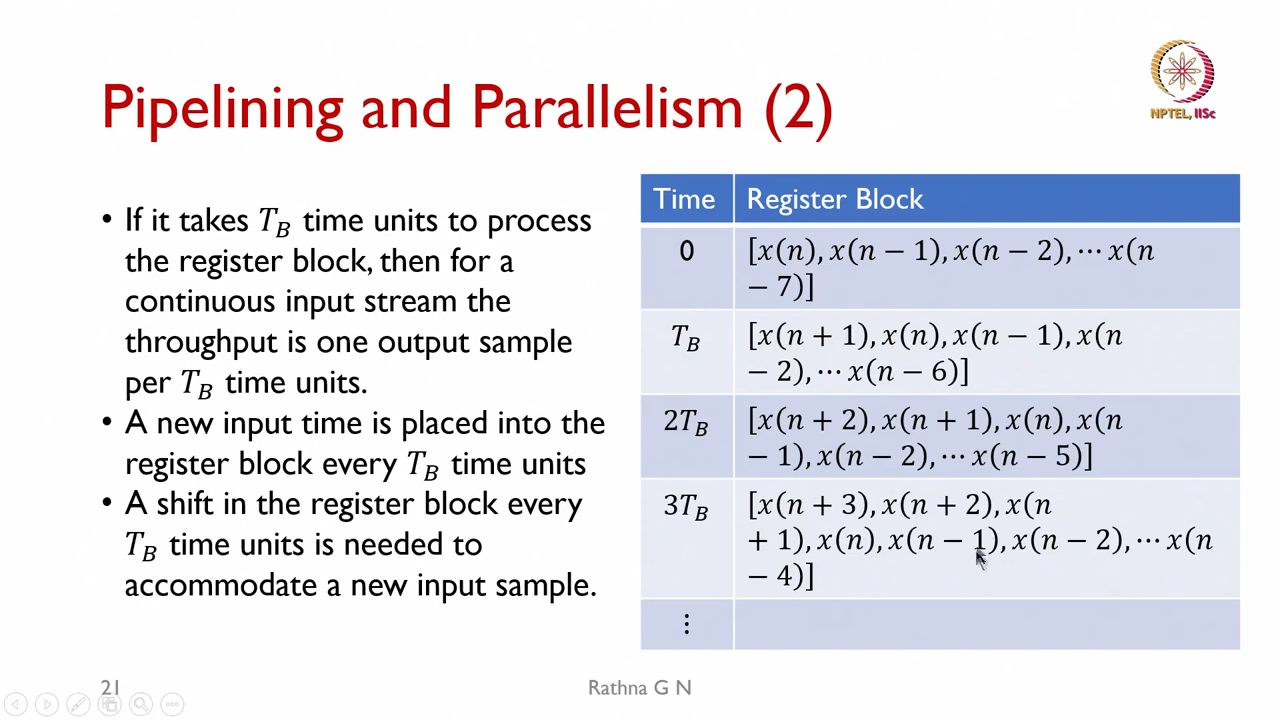 Pipelining and Parallelism (2)
NPTEL, IISc
• If it takes T_B time units to process
the register block, then for a
continuous input stream the
throughput is one output sample
per T_B time units.
• A new input time is placed into the
register block every T_B time units
• A shift in the register block every
T_B time units is needed to
accommodate a new input sample.
Time Register Block
0 [x(n), x(n − 1), x(n − 2), ⋯ x(n
− 7)]
T_B [x(n + 1), x(n), x(n − 1), x(n
− 2), ⋯ x(n − 6)]
2T_B [x(n + 2), x(n + 1), x(n), x(n
− 1), x(n − 2), ⋯ x(n − 5)]
3T_B [x(n + 3), x(n + 2), x(n
+ 1), x(n), x(n − 1), x(n − 2), ⋯ x(n
− 4)]
⋮
21
Rathna G N